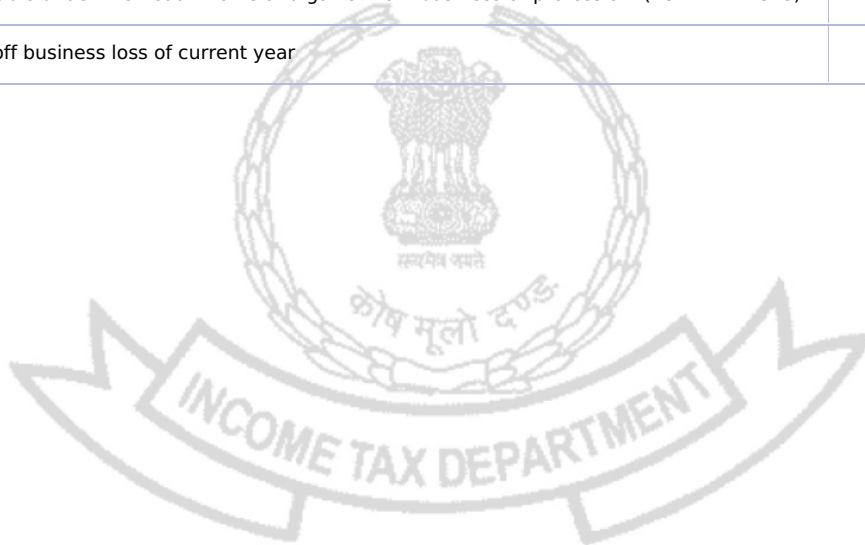 off business loss of current year
सत्यमेव जयते
कोष मूलो दण्ड
INCOME TAX DEPARTMENT